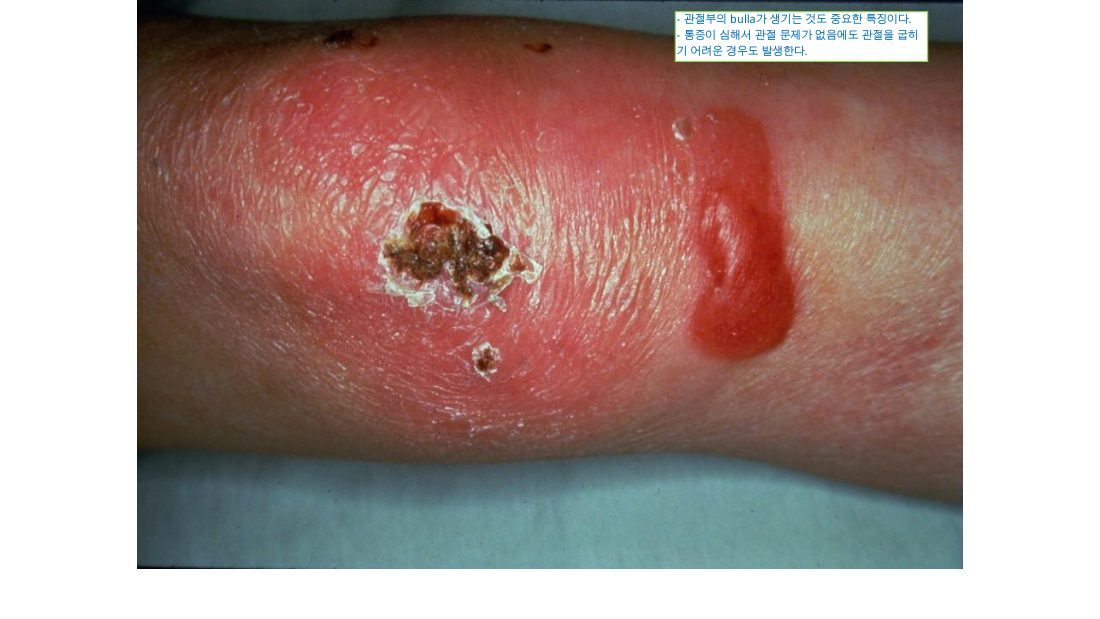 - 관절부의 bulla가 생기는 것도 중요한 특징이다.
- 통증이 심해서 관절 문제가 없음에도 관절을 굽히
기 어려운 경우도 발생한다.